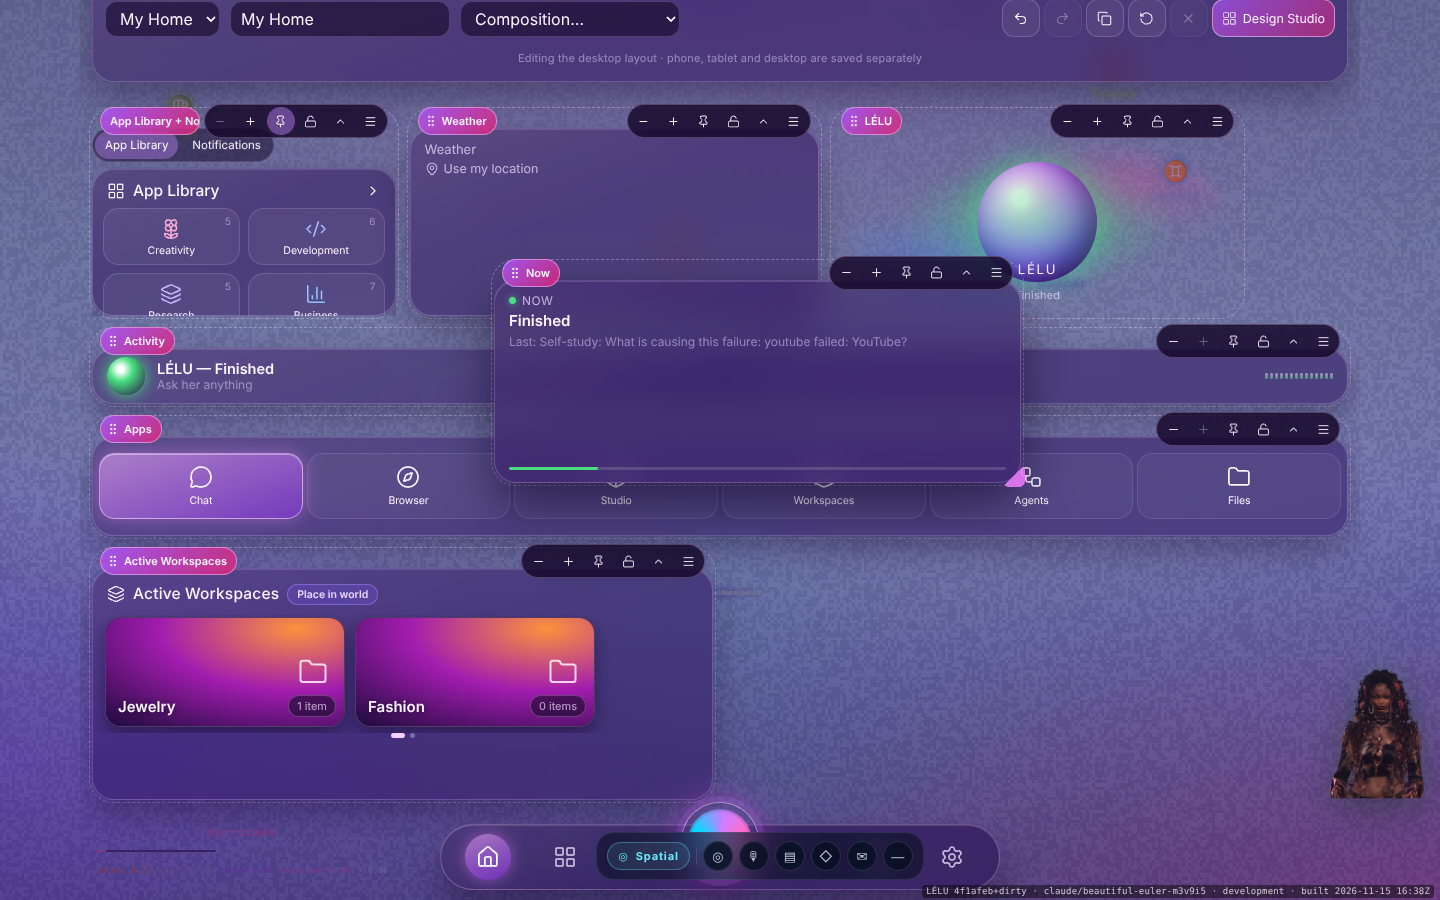 My Home
My Home
Composition...
Design Studio
Editing the desktop layout · phone, tablet and desktop are saved separately
App Library + No
Weather
LÉLU
App Library
Notifications
Weather
Use my location
App Library
5
Creativity
6
Development
5
Research
7
Business
LÉLU
inished
Now
NOW
Finished
Last: Self-study: What is causing this failure: youtube failed: YouTube?
Activity
LÉLU — Finished
Ask her anything
Apps
Chat
Browser
Studio
Workspaces
Agents
Files
Active Workspaces
Active Workspaces
Place in world
Jewelry
1 item
Fashion
0 items
Spatial
LÉLU 4f1afeb+dirty · claude/beautiful-euler-m3v9i5 · development · built 2026-11-15 16:38Z